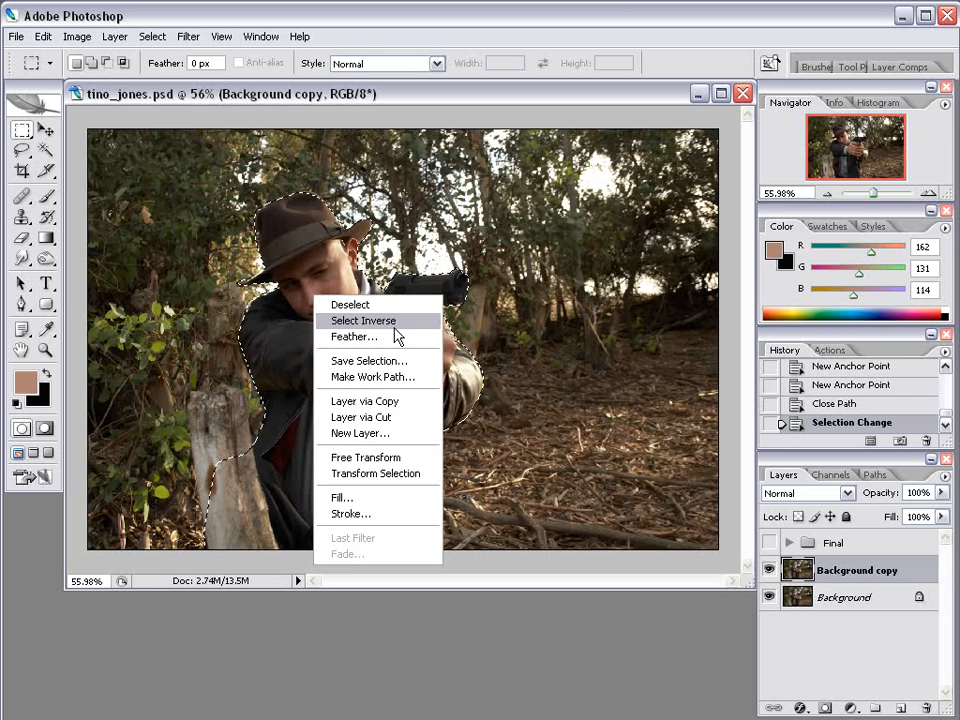 Adobe Photoshop
File Edit Image Layer Select Filter View Window Help
Feather: 0 px Anti-alias Style: Normal Width: Height: Brushe Tool P Layer Comps
tino_jones.psd @ 56% (Background copy, RGB/8*)
Navigator Info Histogram
55.98%
Color Swatches Styles
R 162
G 131
B 114
History Actions
New Anchor Point
New Anchor Point
Close Path
Selection Change
Layers Channels Paths
Normal Opacity: 100%
Lock: Fill: 100%
Final
Background copy
Background
Deselect
Select Inverse
Feather...
Save Selection...
Make Work Path...
Layer via Copy
Layer via Cut
New Layer...
Free Transform
Transform Selection
Fill...
Stroke...
Last Filter
Fade...
55.98% Doc: 2.74M/13.5M